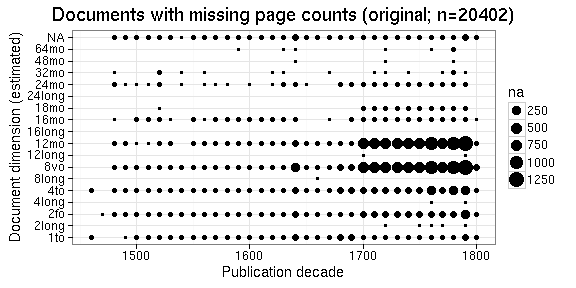 Documents with missing page counts (original; n=20402)
Document dimension (estimated)
NA
64mo
48mo
32mo
24mo
24long
18mo
16mo
16long
12mo
12long
8vo
8long
4to
4long
2fo
2long
1to
1500
1600
1700
1800
Publication decade
na
250
500
750
1000
1250